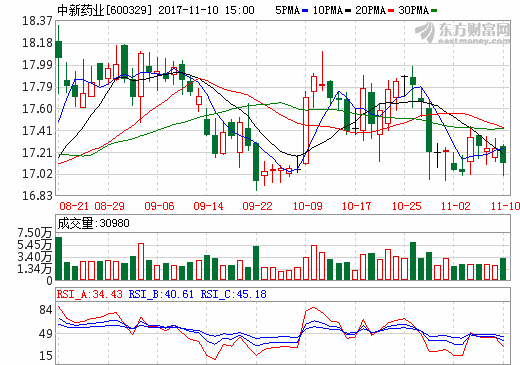 中新药业[600329] 2017-11-10 15:00 5PMA 10PMA 20PMA 30PMA
东方财富网
eastmoney.com
18.37
18.18
17.99
17.79
17.60
17.41
17.21
17.02
16.83
08-21 08-29 09-06 09-14 09-22 10-09 10-17 10-25 11-02 11-10
成交量:30980
7.50万
5.45万
3.40万
1.34万
0
RSI_A:34.43 RSI_B:40.61 RSI_C:45.18
84
49
15